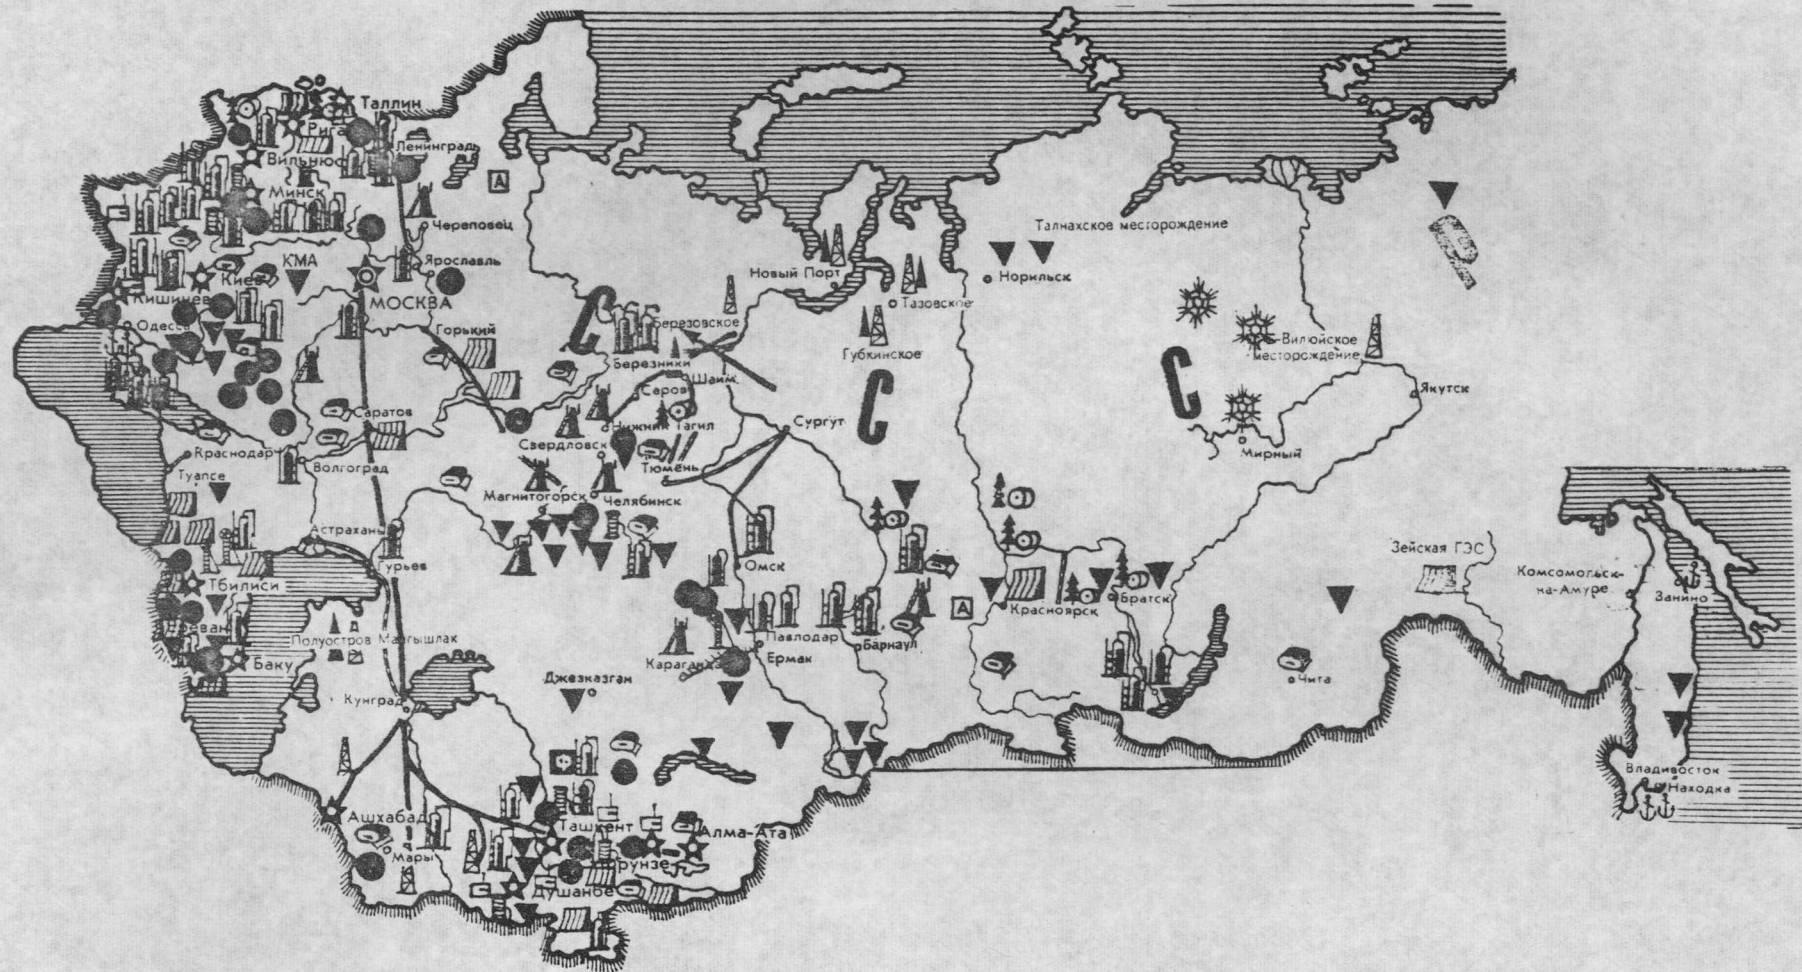 Таллин
Рига
Ленинград
Вильнюс
А
Минск
Череповец
Талнахское месторождение
КМА
Ярославль
Новый Порт
Норильск
Киев
Кишинев
МОСКВА
Тазовское
Одесса
Горький
Березовское
С
-Вилюйское
месторождение
Березники
Губкинское
Шаим
С
С
Якутск
Серов
Саратов
Нижний Тагил
Сургут
Свердловск
Мирный
Краснодар
Волгоград
Тюмень
Туапсе
Магнитогорск
Челябинск
Астрахань
Зейская ГЭС
Гурьев
Омск
Комсомольск-
на-Амуре
Тбилиси
Занино
А
Красноярск
Братск
Ереван
Полуостров Мангышлак
Павлодар
Барнаул
Баку
Караганда
Ермак
Джезказган
Чита
Кунград
Владивосток
Находка
Ашхабад
Ташкент
Алма-Ата
Мары
Фрунзе
Душанбе